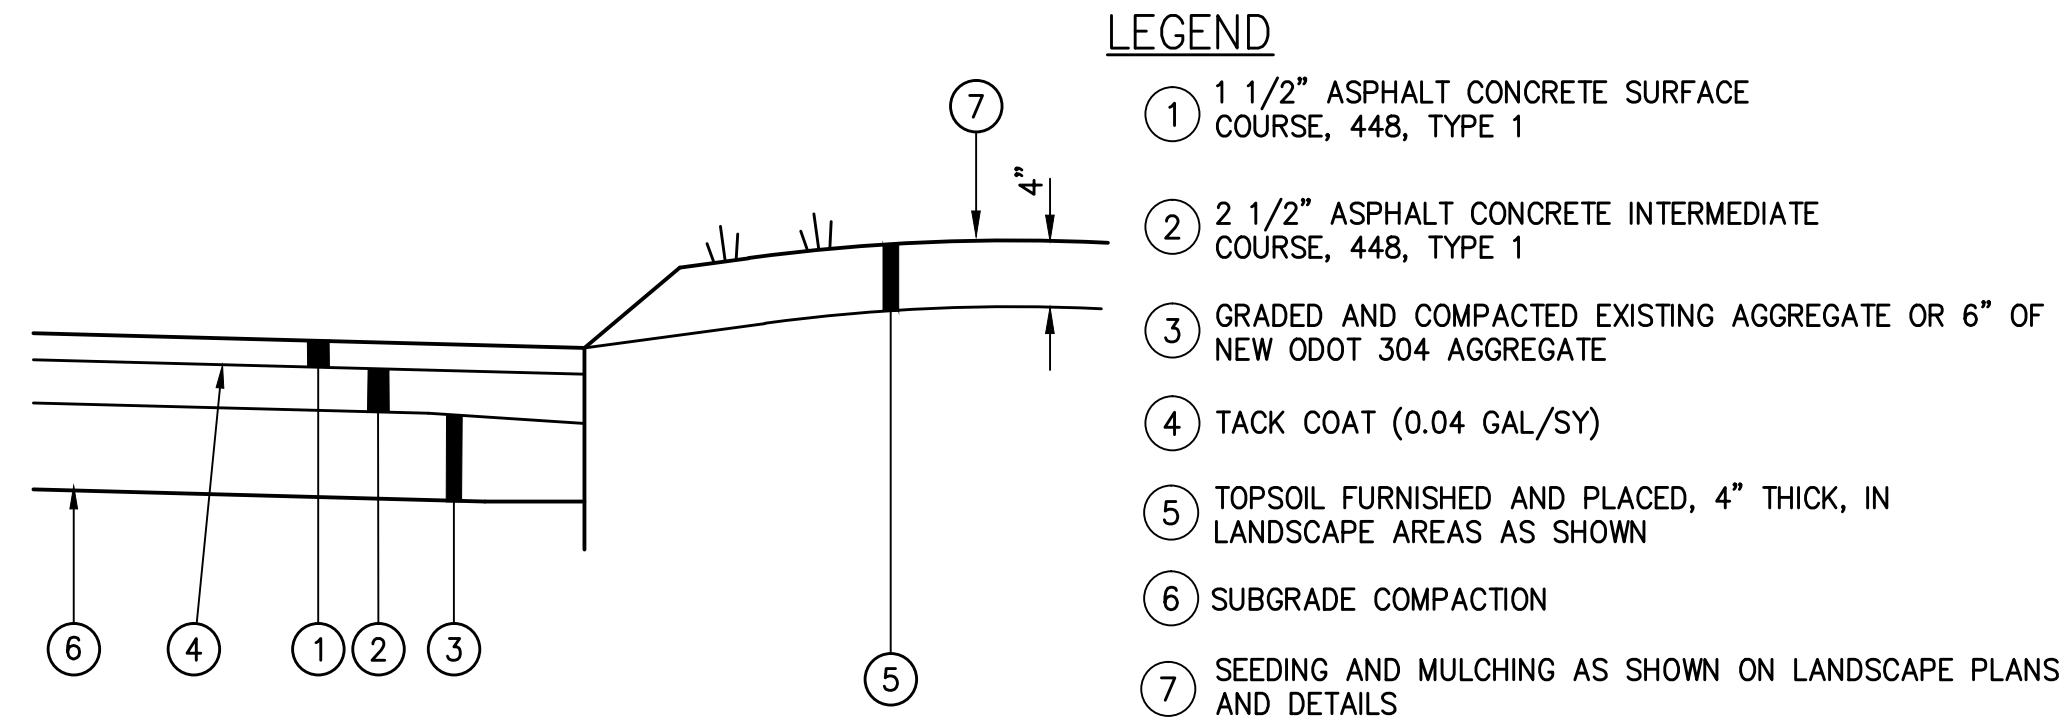 LEGEND
7
4”
1 1 1/2” ASPHALT CONCRETE SURFACE
COURSE, 448, TYPE 1
2 2 1/2” ASPHALT CONCRETE INTERMEDIATE
COURSE, 448, TYPE 1
3 GRADED AND COMPACTED EXISTING AGGREGATE OR 6” OF
NEW ODOT 304 AGGREGATE
4 TACK COAT (0.04 GAL/SY)
5 TOPSOIL FURNISHED AND PLACED, 4” THICK, IN
LANDSCAPE AREAS AS SHOWN
6 SUBGRADE COMPACTION
7 SEEDING AND MULCHING AS SHOWN ON LANDSCAPE PLANS
AND DETAILS
6 4 1 2 3
5